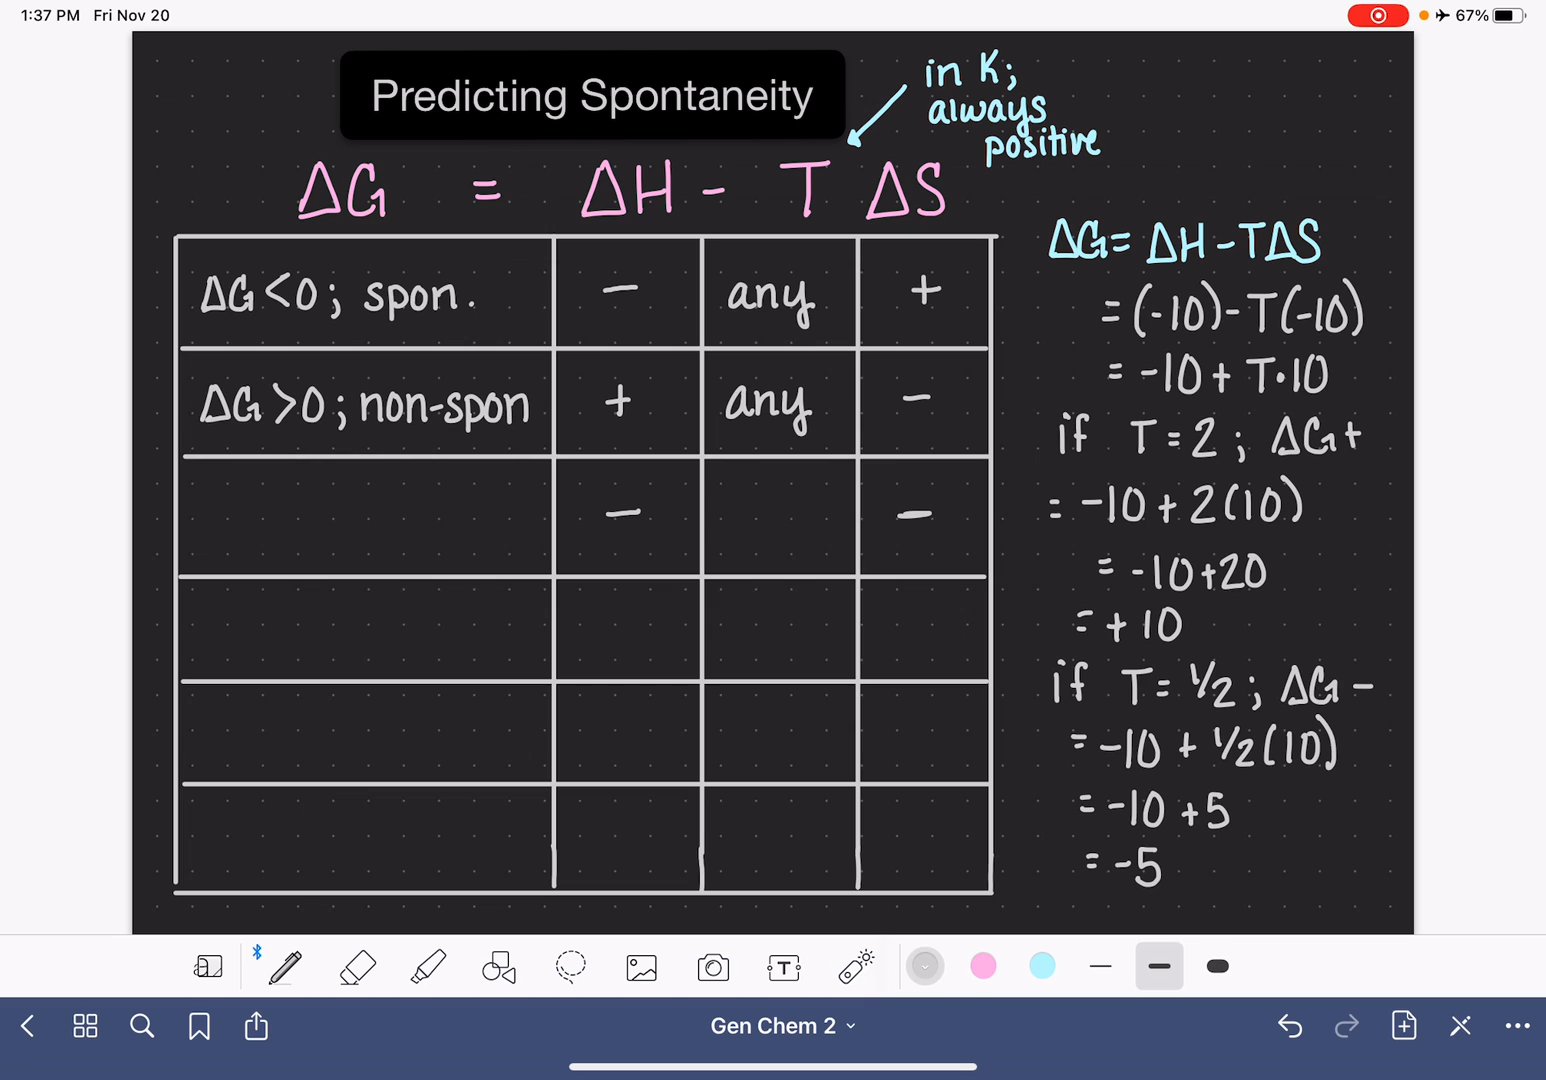 1:37 PM Fri Nov 20
67%
Predicting Spontaneity
in K;
always
positive
ΔG = ΔH - T ΔS
ΔG<0; spon. - any +
ΔG>0; non-spon + any -
- -
ΔG= ΔH-TΔS
=(-10)-T(-10)
= -10+ T•10
if T=2; ΔG+
= -10+2(10)
= -10+20
= +10
if T= 1/2; ΔG -
= -10 + 1/2(10)
= -10 +5
= -5
T
Gen Chem 2